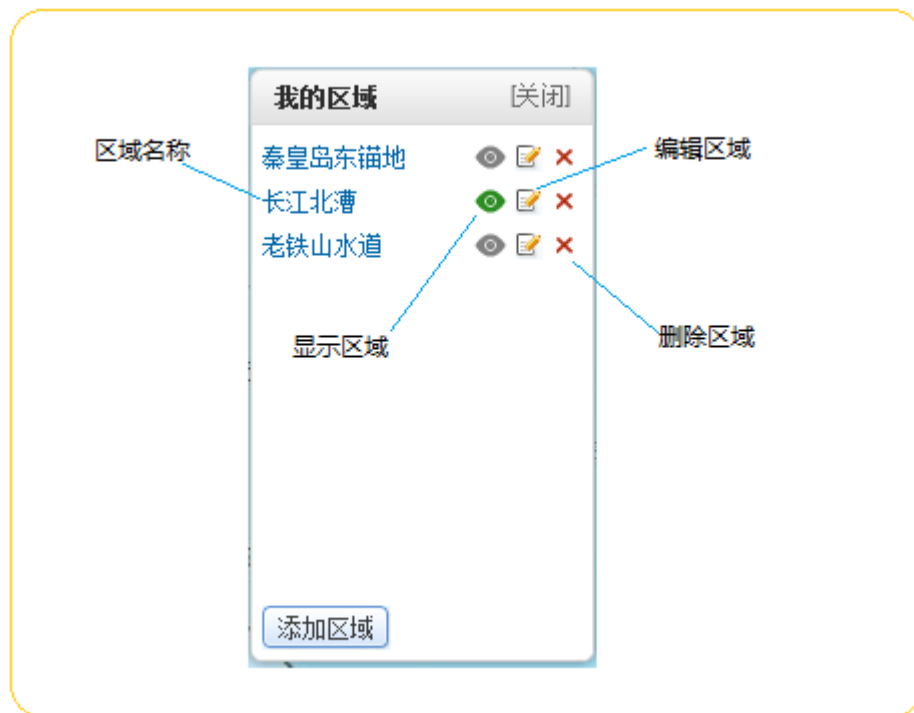 我的区域 [关闭]
区域名称
编辑区域
秦皇岛东锚地
长江北漕
老铁山水道
显示区域
删除区域
添加区域